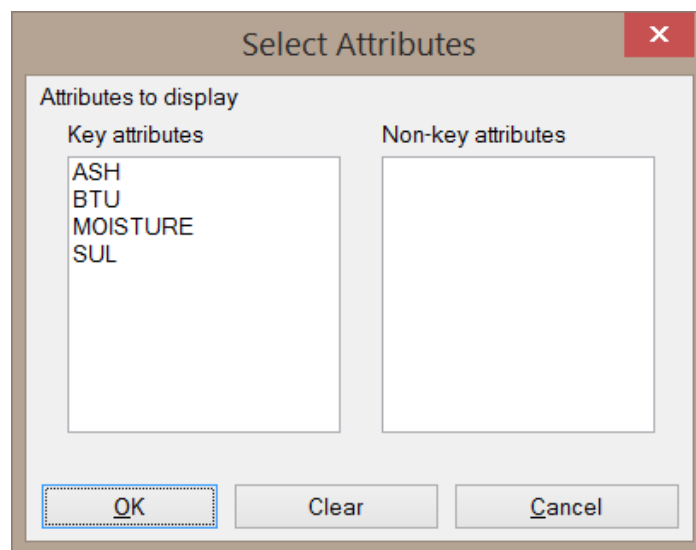 Select Attributes
Attributes to display
Key attributes
Non-key attributes
ASH
BTU
MOISTURE
SUL
OK
Clear
Cancel